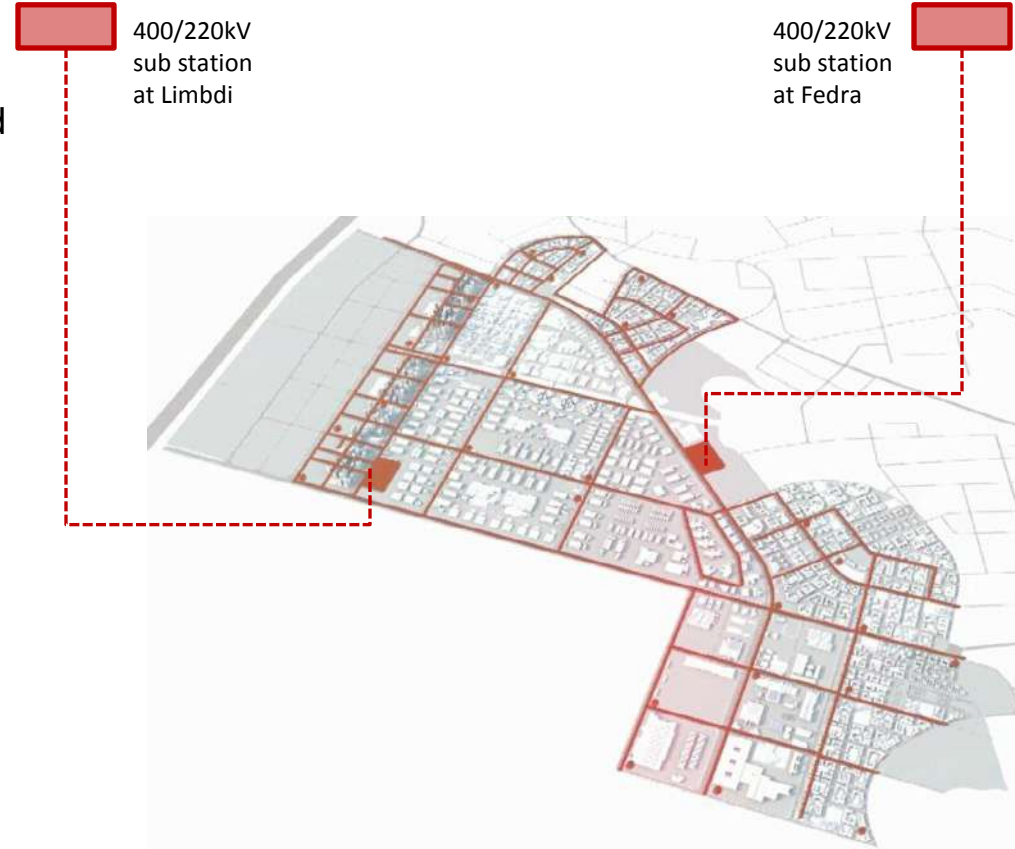 400/220kV
sub station
at Limbdi
400/220kV
sub station
at Fedra